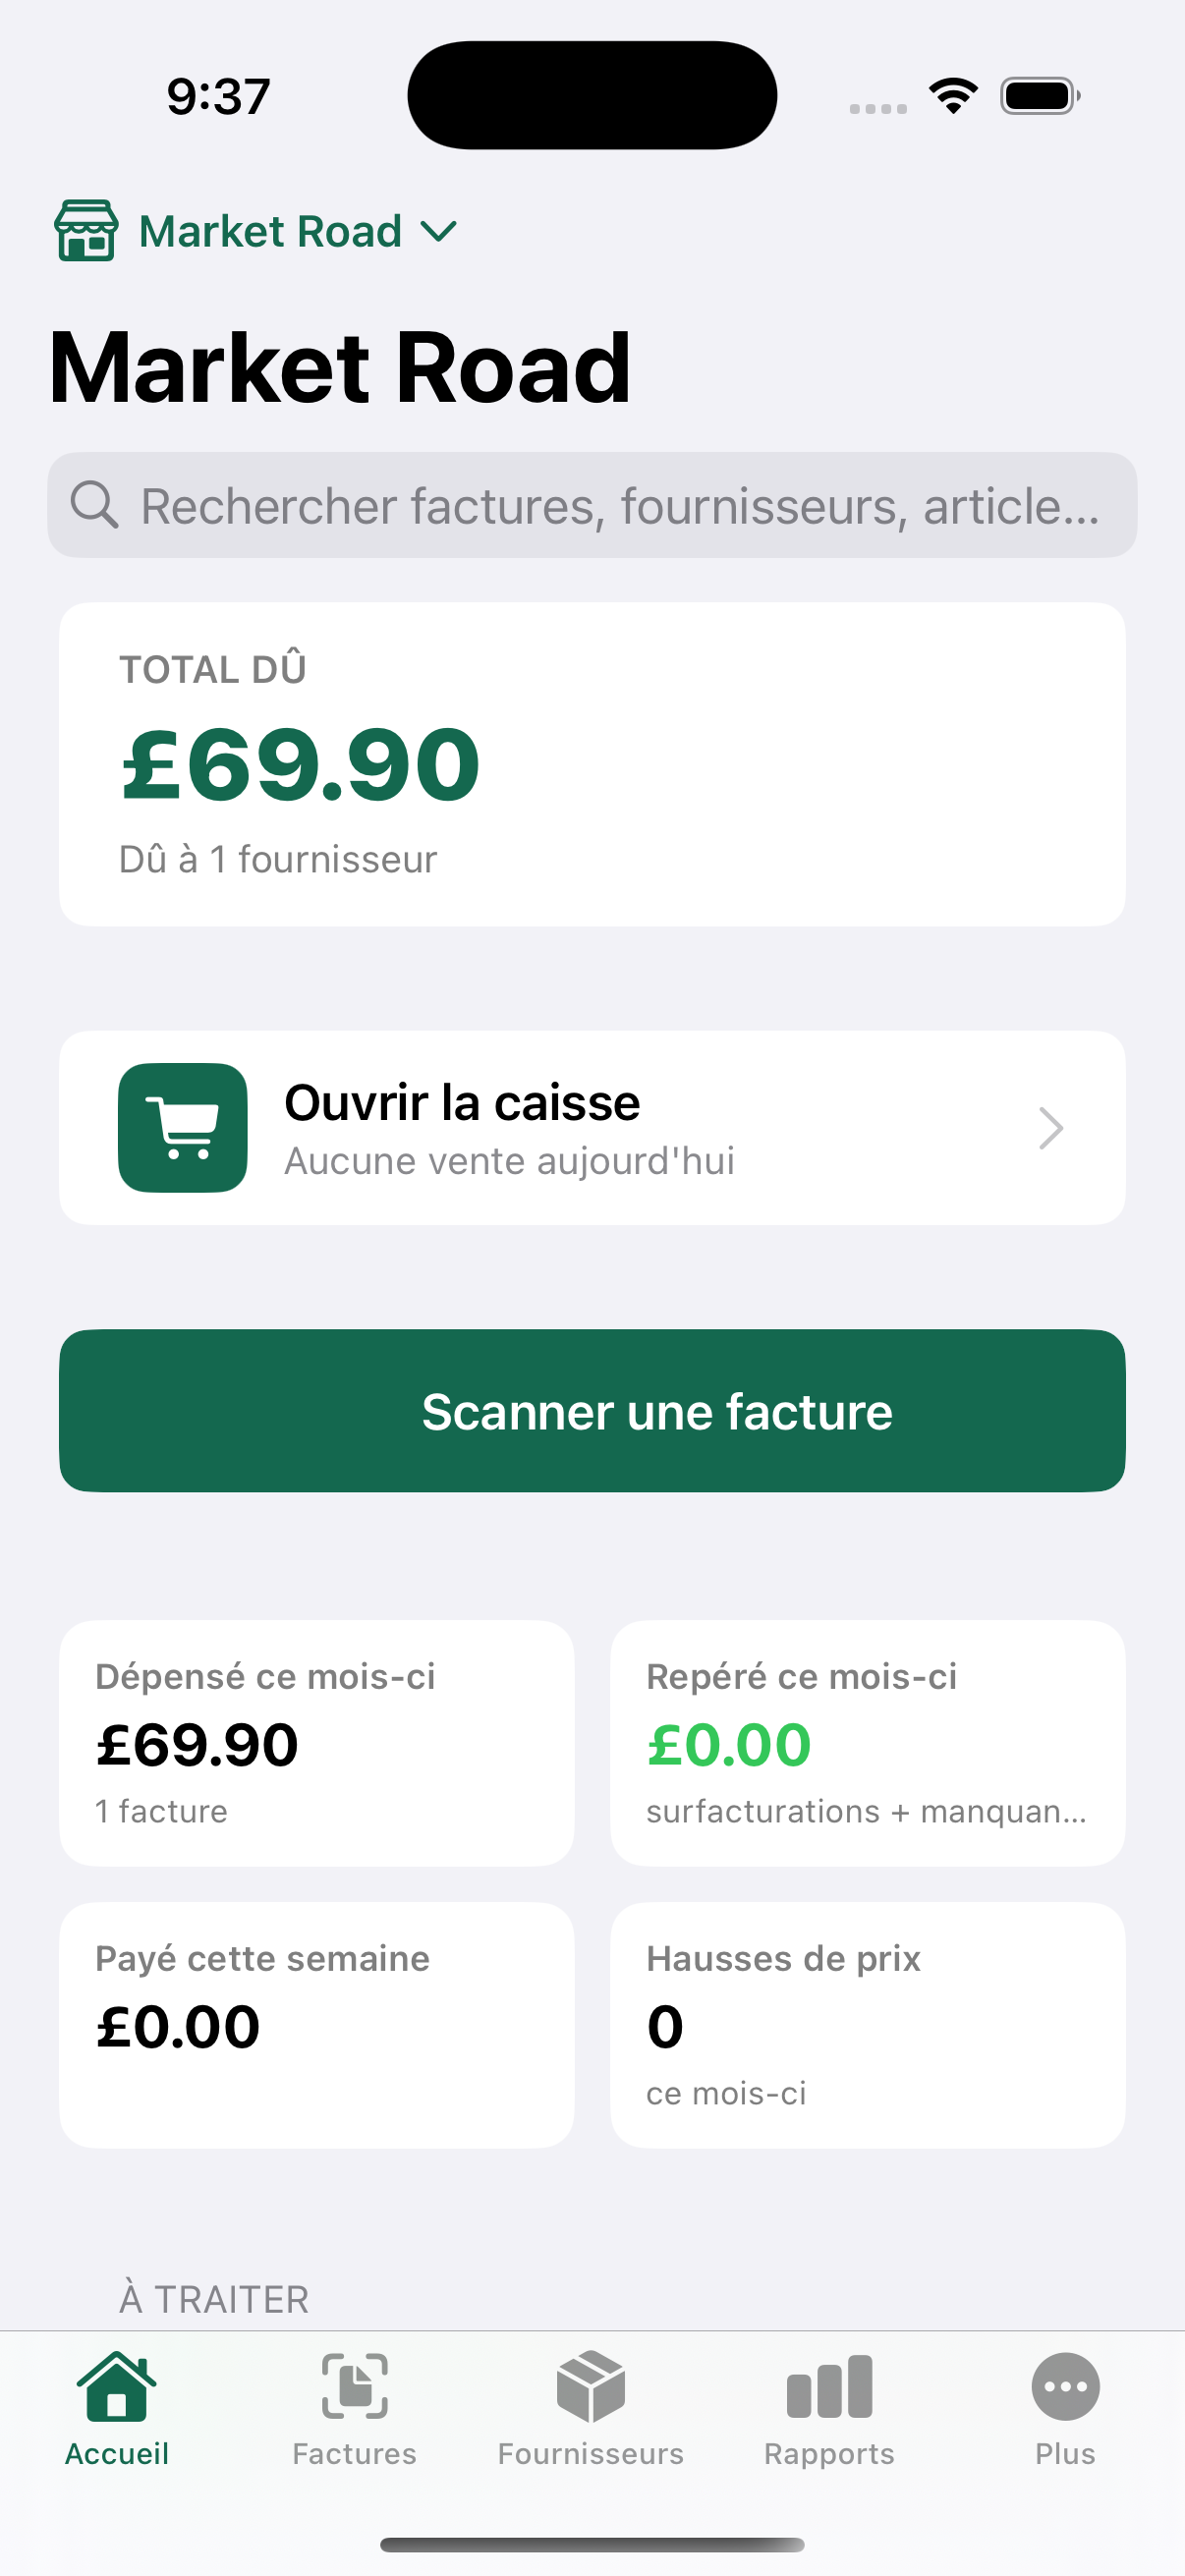 9:37
Market Road
Market Road
Rechercher factures, fournisseurs, article...
TOTAL DÛ
£69.90
Dû à 1 fournisseur
Ouvrir la caisse
Aucune vente aujourd'hui
Scanner une facture
Dépensé ce mois-ci
£69.90
1 facture
Repéré ce mois-ci
£0.00
surfacturations + manquan...
Payé cette semaine
£0.00
Hausses de prix
0
ce mois-ci
À TRAITER
Accueil
Factures
Fournisseurs
Rapports
Plus